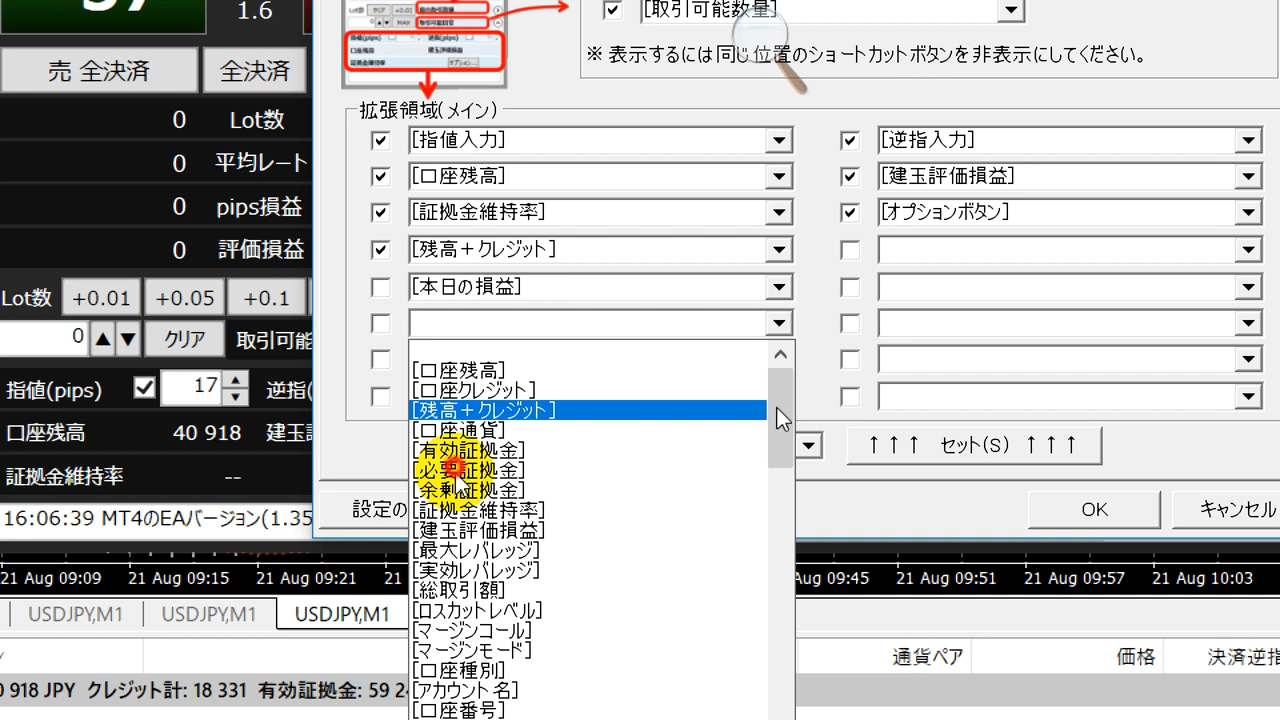 1.6
売 全決済
全決済
0 Lot数
0 平均レート
0 pips損益
0 評価損益
Lot数 +0.01 +0.05 +0.1
0 ▲▼ クリア 取引可能
指値(pips) 17 逆指(
口座残高 40 918 建玉
証拠金維持率 --
16:06:39 MT4のEAバージョン(1.35
[取引可能数量]
※ 表示するには同じ位置のショートカットボタンを非表示にしてください。
拡張領域(メイン)
[指値入力] [逆指入力]
[口座残高] [建玉評価損益]
[証拠金維持率] [オプションボタン]
[残高+クレジット]
[本日の損益]
[口座残高]
[口座クレジット]
[残高+クレジット]
[口座通貨]
[有効証拠金]
[必要証拠金]
[余剰証拠金]
[証拠金維持率]
[建玉評価損益]
[最大レバレッジ]
[実効レバレッジ]
[総取引額]
[ロスカットレベル]
[マージンコール]
[マージンモード]
[口座種別]
[アカウント名]
[口座番号]
↑↑↑ セット(S) ↑↑↑
設定の
OK
キャンセル
21 Aug 09:09 21 Aug 09:15 21 Aug 09:21 21 Aug 09:45 21 Aug 09:51 21 Aug 09:57 21 Aug 10:03
USDJPY,M1 USDJPY,M1 USDJPY,M1
通貨ペア 価格 決済逆指
918 JPY クレジット計: 18 331 有効証拠金: 59